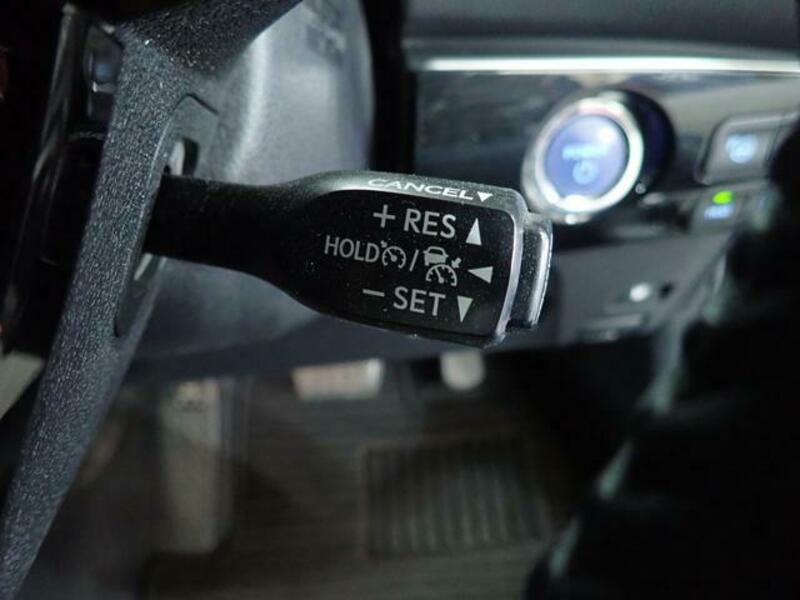 CANCEL▼
+ RES ▲
HOLD / ◀
– SET ▼